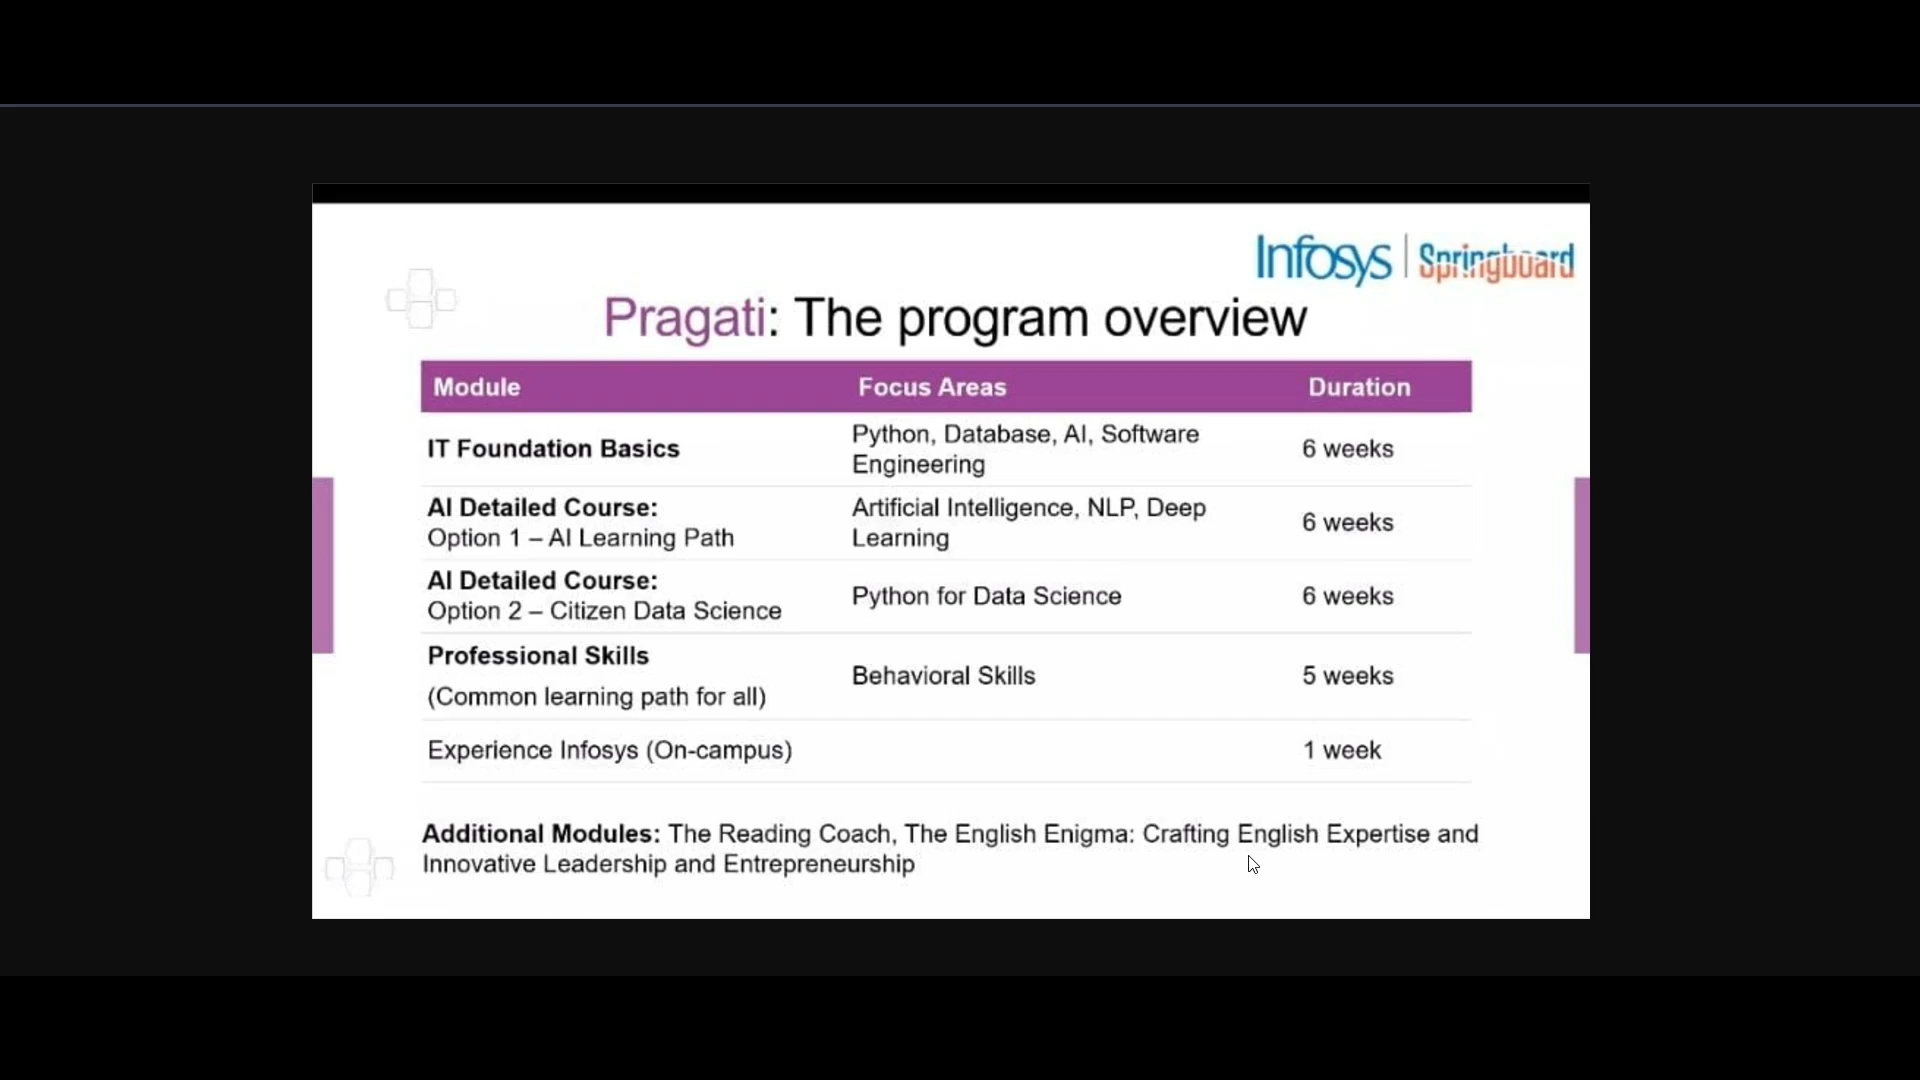 Infosys | Springboard
Pragati: The program overview
Module Focus Areas Duration
IT Foundation Basics
Python, Database, AI, Software
Engineering
6 weeks
AI Detailed Course:
Option 1 – AI Learning Path
Artificial Intelligence, NLP, Deep
Learning
6 weeks
AI Detailed Course:
Option 2 – Citizen Data Science
Python for Data Science
6 weeks
Professional Skills
(Common learning path for all)
Behavioral Skills
5 weeks
Experience Infosys (On-campus)
1 week
Additional Modules: The Reading Coach, The English Enigma: Crafting English Expertise and
Innovative Leadership and Entrepreneurship